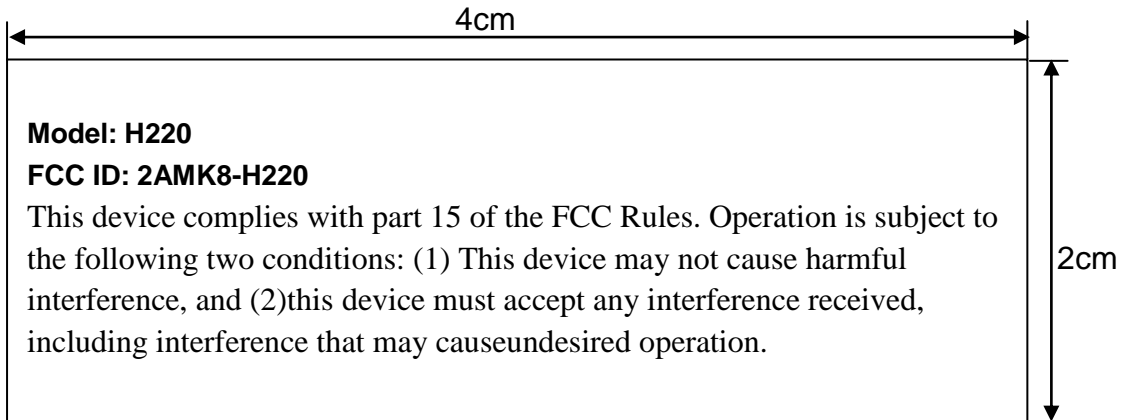 4cm
Model: H220
FCC ID: 2AMK8-H220
This device complies with part 15 of the FCC Rules. Operation is subject to
the following two conditions: (1) This device may not cause harmful
interference, and (2)this device must accept any interference received,
including interference that may causeundesired operation.
2cm